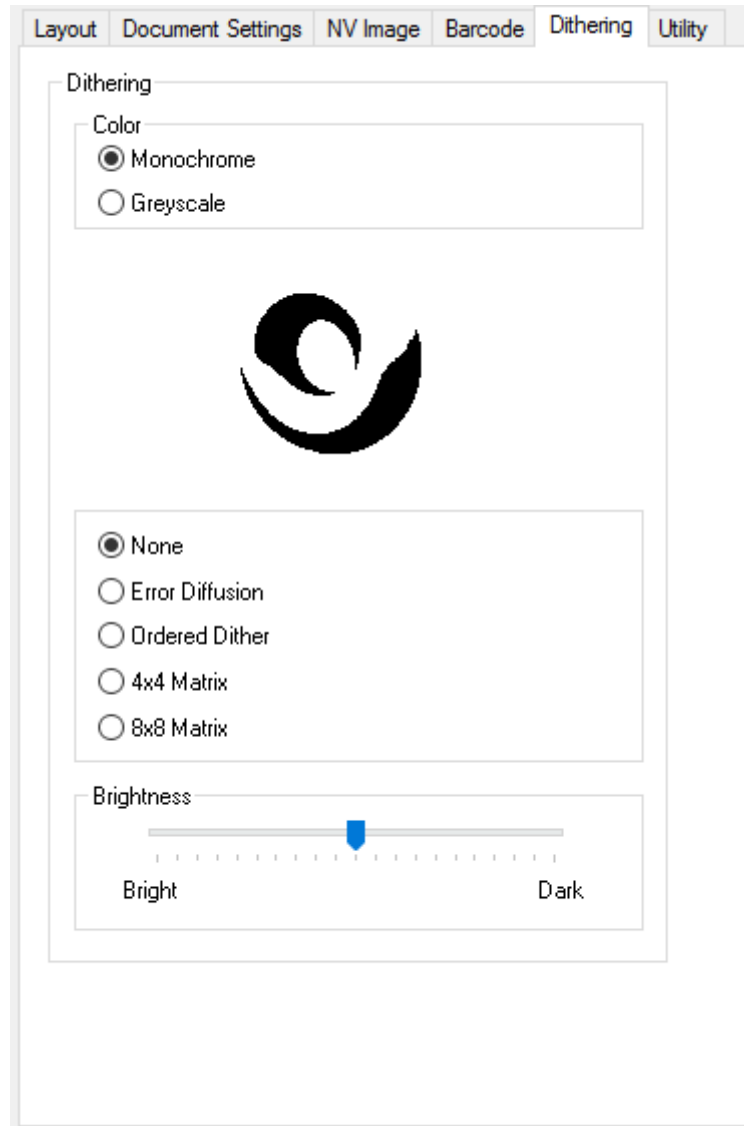 Layout Document Settings NV Image Barcode Dithering Utility
Dithering
Color
Monochrome
Greyscale
None
Error Diffusion
Ordered Dither
4x4 Matrix
8x8 Matrix
Brightness
Bright Dark